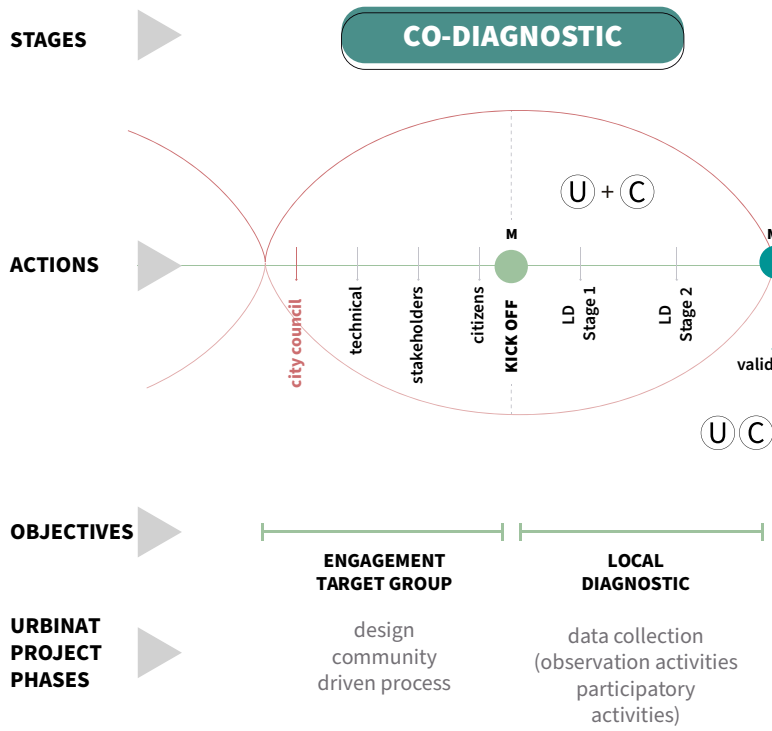 STAGES
CO-DIAGNOSTIC
U + C
M
M
ACTIONS
city council
technical
stakeholders
citizens
KICK OFF
LD
Stage 1
LD
Stage 2
valid
U C
OBJECTIVES
ENGAGEMENT
TARGET GROUP
LOCAL
DIAGNOSTIC
URBINAT
PROJECT
PHASES
design
community
driven process
data collection
(observation activities
participatory
activities)